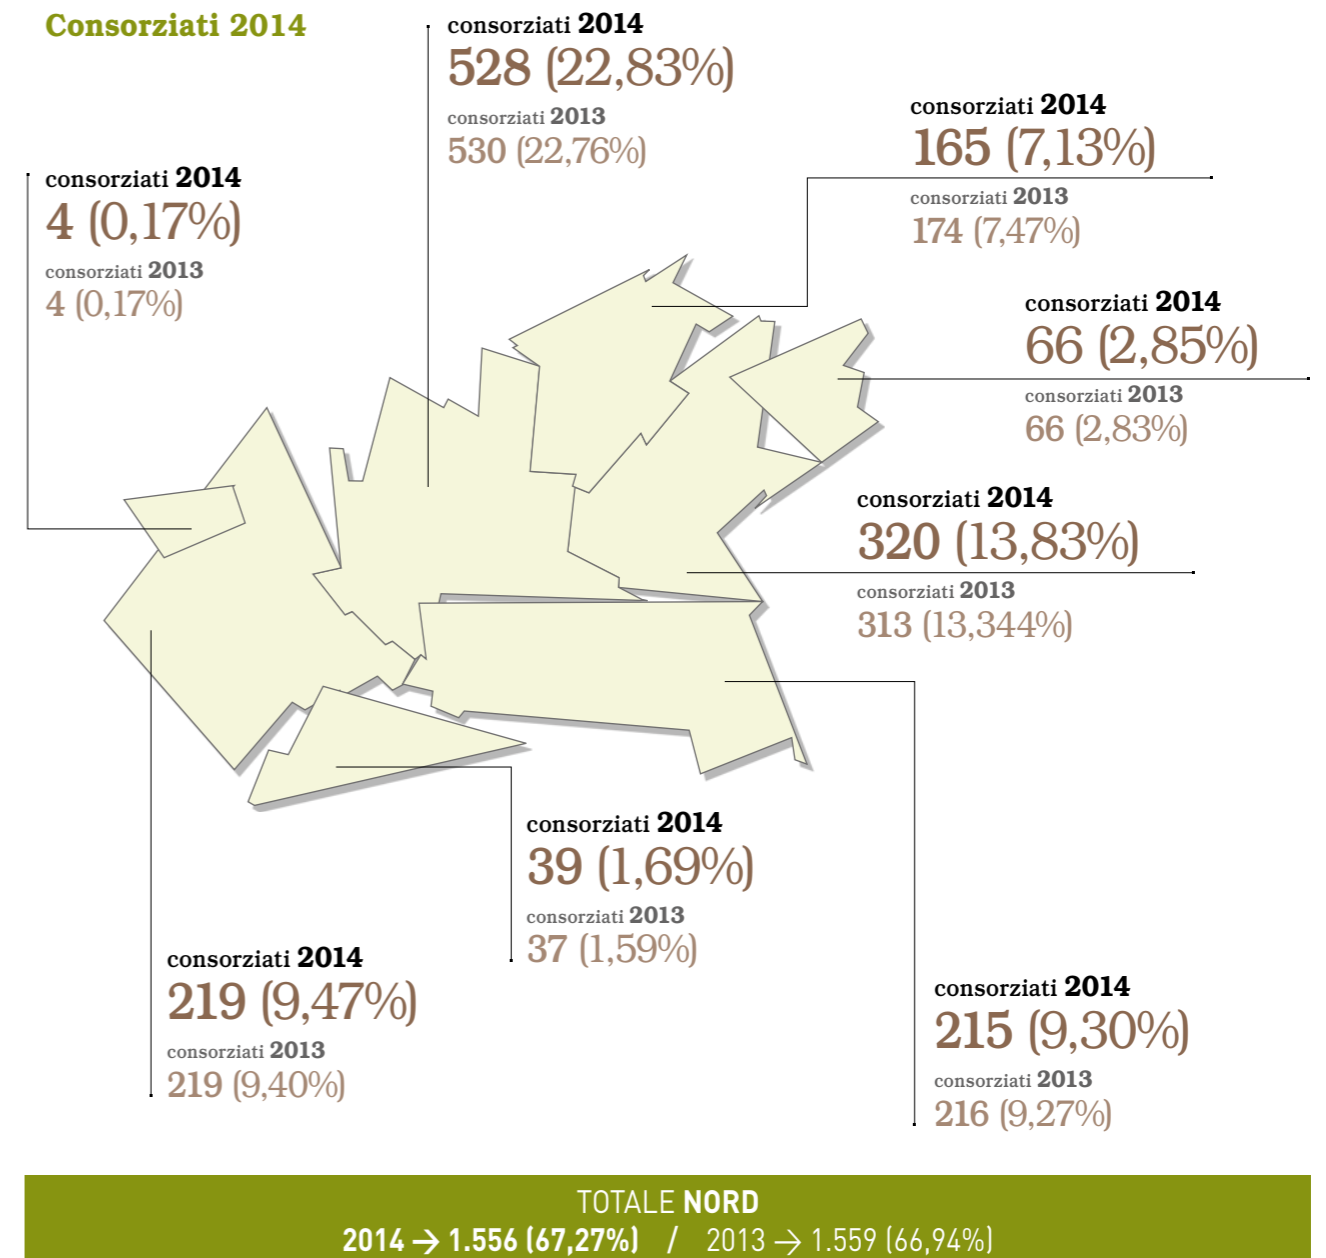 Consorziati 2014
consorziati 2014
528 (22,83%)
consorziati 2013
530 (22,76%)
consorziati 2014
165 (7,13%)
consorziati 2013
174 (7,47%)
consorziati 2014
4 (0,17%)
consorziati 2013
4 (0,17%)
consorziati 2014
66 (2,85%)
consorziati 2013
66 (2,83%)
consorziati 2014
320 (13,83%)
consorziati 2013
313 (13,344%)
consorziati 2014
39 (1,69%)
consorziati 2013
37 (1,59%)
consorziati 2014
219 (9,47%)
consorziati 2013
219 (9,40%)
consorziati 2014
215 (9,30%)
consorziati 2013
216 (9,27%)
TOTALE NORD
2014 → 1.556 (67,27%) / 2013 → 1.559 (66,94%)